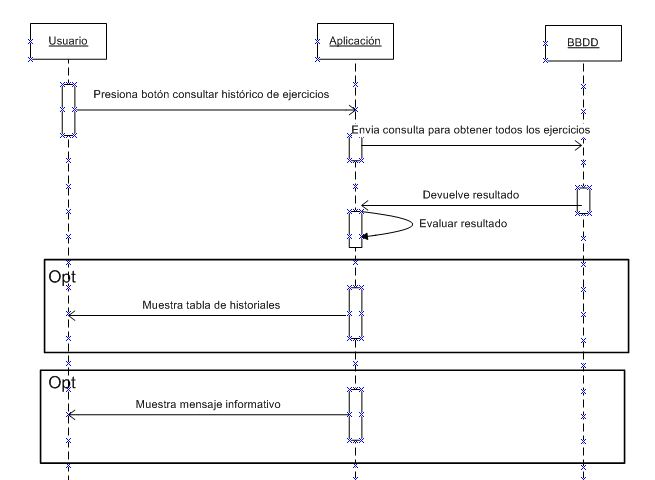 Usuario
Aplicación
BBDD
Presiona botón consultar histórico de ejercicios
Envia consulta para obtener todos los ejercicios
Devuelve resultado
Evaluar resultado
Opt
Muestra tabla de historiales
Opt
Muestra mensaje informativo